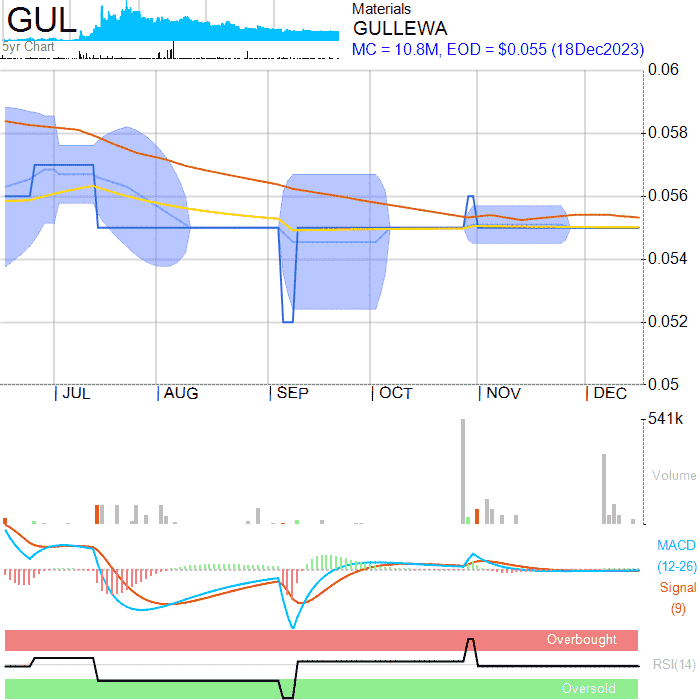 GUL
5yr Chart
Materials
GULLEWA
MC = 10.8M, EOD = $0.055 (18Dec2023)
0.06
0.058
0.056
0.054
0.052
0.05
JUL
AUG
SEP
OCT
NOV
DEC
541k
Volume
MACD
(12-26)
Signal
(9)
Overbought
RSI(14)
Oversold